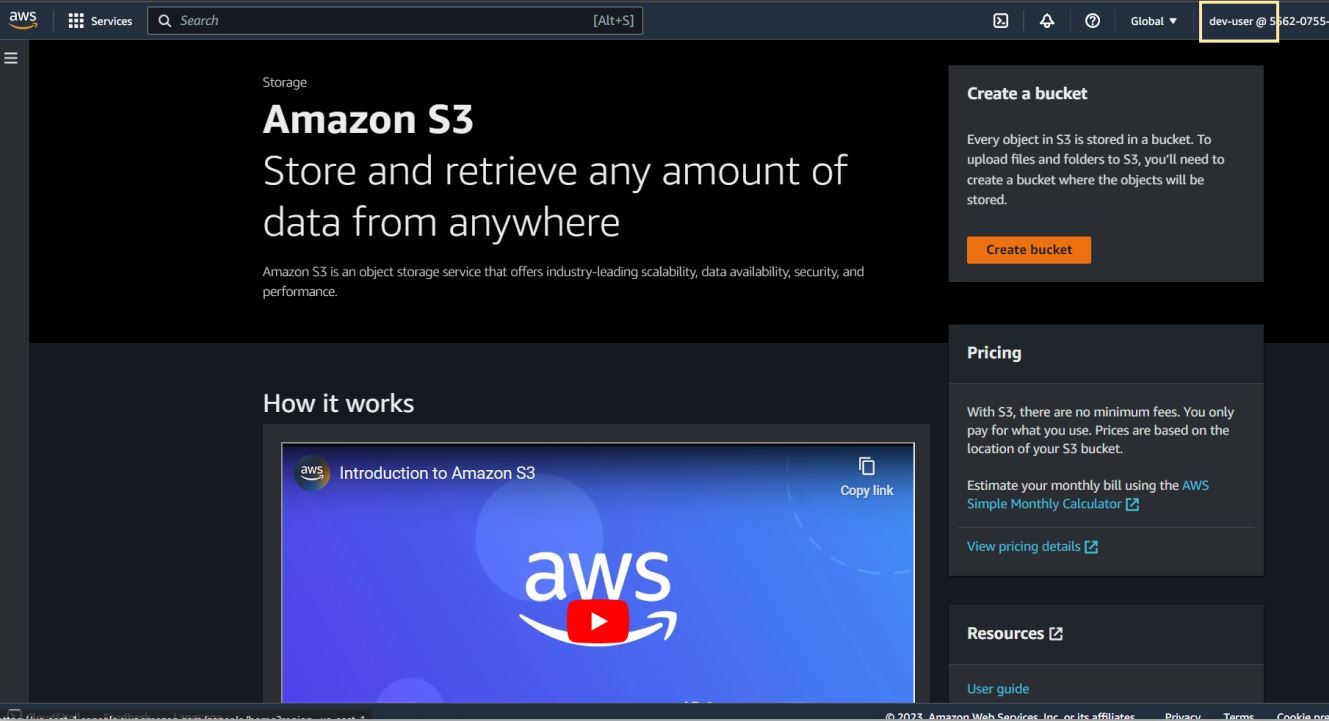 aws
Services
Search
[Alt+S]
Global
dev-user @ 5562-0755-
Storage
Amazon S3
Store and retrieve any amount of
data from anywhere
Amazon S3 is an object storage service that offers industry-leading scalability, data availability, security, and
performance.
Create a bucket
Every object in S3 is stored in a bucket. To
upload files and folders to S3, you'll need to
create a bucket where the objects will be
stored.
Create bucket
How it works
aws
Introduction to Amazon S3
Copy link
aws
Pricing
With S3, there are no minimum fees. You only
pay for what you use. Prices are based on the
location of your S3 bucket.
Estimate your monthly bill using the AWS
Simple Monthly Calculator
View pricing details
Resources
User guide
© 2023, Amazon Web Services, Inc. or its affiliates.
Privacy
Terms
Cookie pre